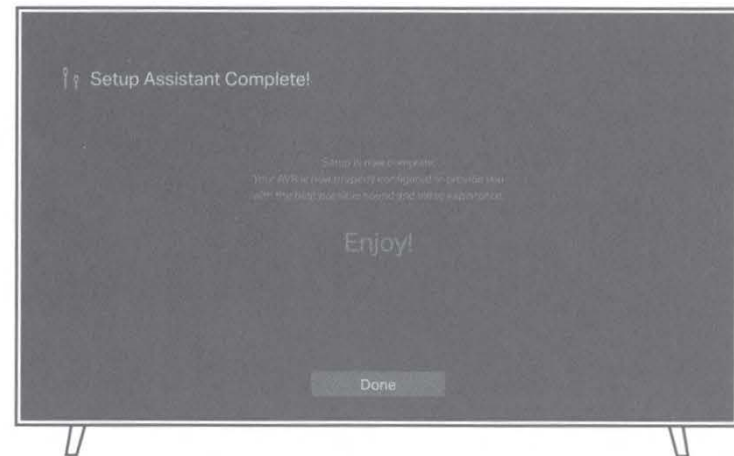 Setup Assistant Complete!
Setup is now complete.
Your AVR is now properly configured to provide you
with the best possible sound and video experience.
Enjoy!
Done